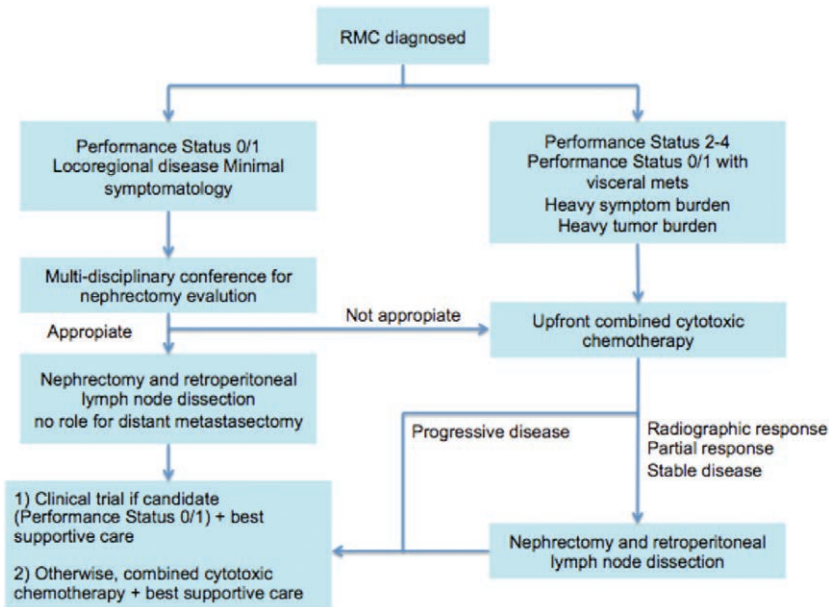 RMC diagnosed
Performance Status 0/1
Locoregional disease Minimal
symptomatology
Performance Status 2-4
Performance Status 0/1 with
visceral mets
Heavy symptom burden
Heavy tumor burden
Multi-disciplinary conference for
nephrectomy evalution
Appropiate
Not appropiate
Upfront combined cytotoxic
chemotherapy
Nephrectomy and retroperitoneal
lymph node dissection
no role for distant metastasectomy
Progressive disease
Radiographic response
Partial response
Stable disease
1) Clinical trial if candidate
(Performance Status 0/1) + best
supportive care
2) Otherwise, combined cytotoxic
chemotherapy + best supportive care
Nephrectomy and retroperitoneal
lymph node dissection